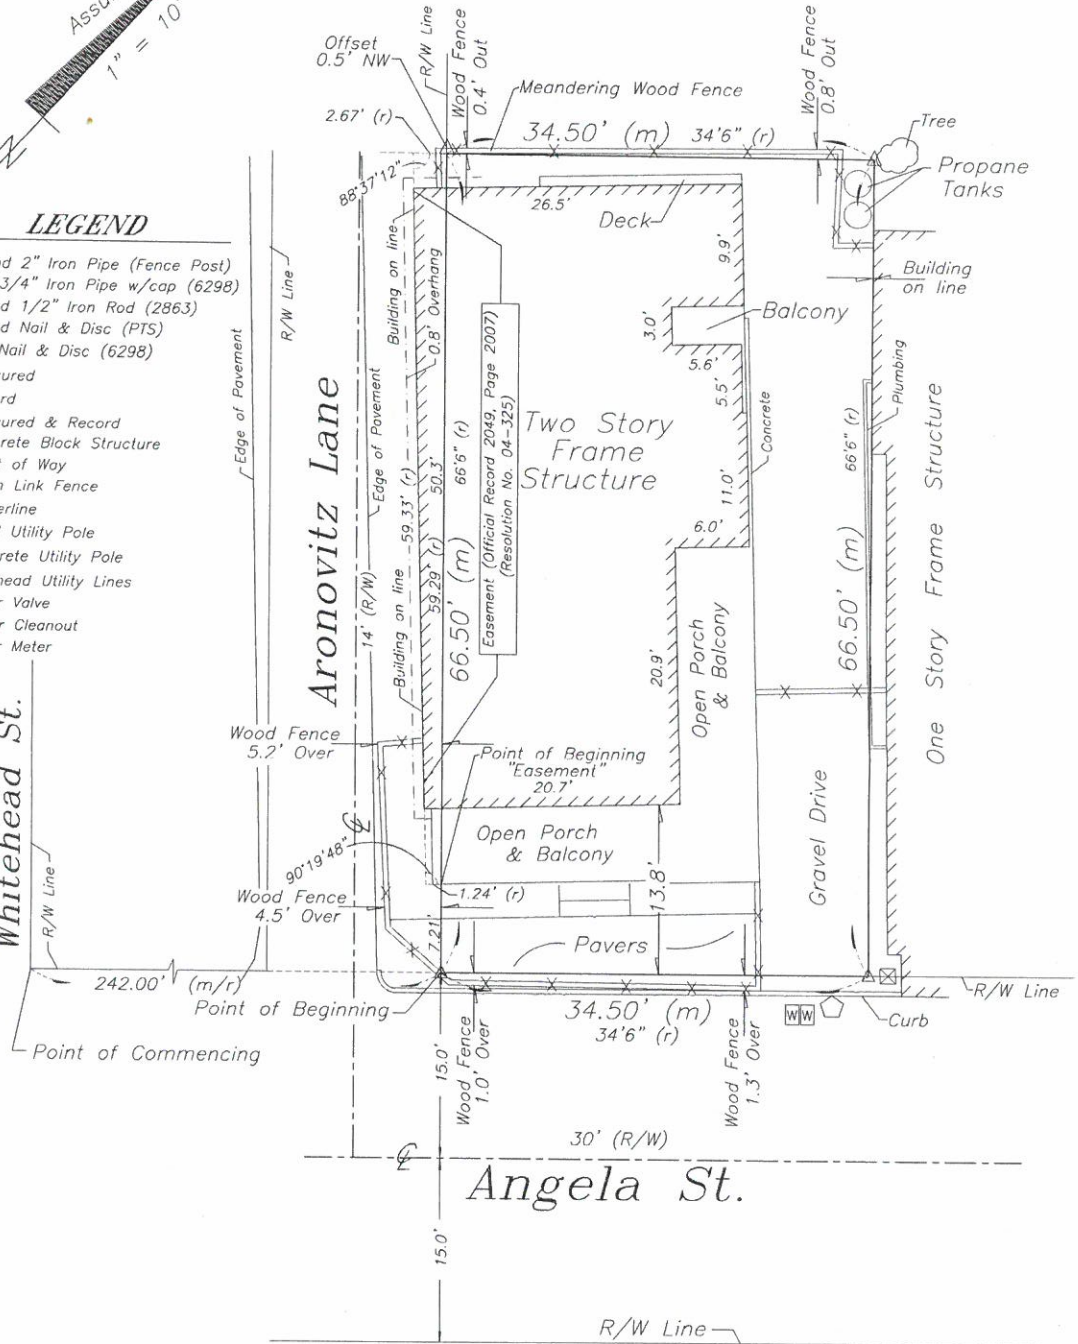 1" = 10'
N
LEGEND
2" Iron Pipe (Fence Post)
3/4" Iron Pipe w/cap (6298)
1/2" Iron Rod (2863)
Nail & Disc (PTS)
Nail & Disc (6298)
& Record
Block Structure
of Way
Link Fence
Utility Pole
Utility Pole
Utility Lines
Valve
Cleanout
Meter
Offset
0.5' NW
R/W Line
Wood Fence
0.4' Out
Wood Fence
0.8' Out
Meandering Wood Fence
2.67' (r)
34.50' (m)
34'6" (r)
Tree
Propane
Tanks
88°37'12"
26.5'
Deck
9.9'
Building
on line
Balcony
3.0'
5.6'
5.5'
Concrete
Plumbing
Edge of Pavement
R/W Line
Aronovitz Lane
Edge of Pavement
14' (R/W)
Building on line
0.8' Overhang
Building on line
59.33' (r)
50.3'
59.29' (r)
66'6" (r)
66.50' (m)
Easement (Official Record 2049, Page 2007)
(Resolution No. 04-325)
Two Story
Frame
Structure
11.0'
6.0'
20.9'
Open Porch
& Balcony
66'6" (r)
66.50' (m)
One Story Frame Structure
Wood Fence
5.2' Over
Point of Beginning
"Easement"
20.7'
Open Porch
& Balcony
90°19'48"
1.24' (r)
13.8'
Gravel Drive
Wood Fence
4.5' Over
7.21'
Pavers
Whitehead St.
R/W Line
242.00' (m/r)
Point of Beginning
Point of Commencing
34.50' (m)
34'6" (r)
W W
R/W Line
Curb
15.0'
Wood Fence
1.0' Over
Wood Fence
1.3' Over
30' (R/W)
Angela St.
15.0'
R/W Line